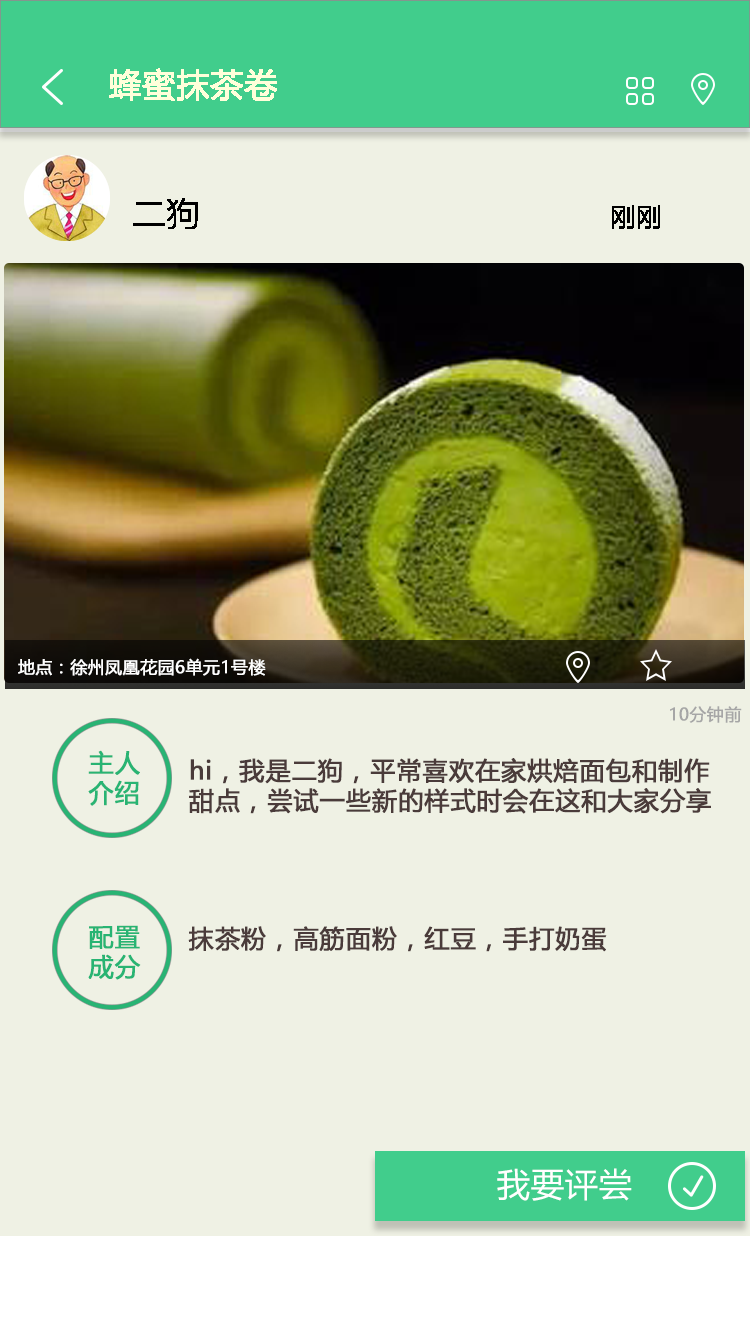 蜂蜜抹茶卷
二狗
刚刚
地点：徐州凤凰花园6单元1号楼
10分钟前
主人
介绍
hi，我是二狗，平常喜欢在家烘焙面包和制作
甜点，尝试一些新的样式时会在这和大家分享
配置
成分
抹茶粉，高筋面粉，红豆，手打奶蛋
我要评尝